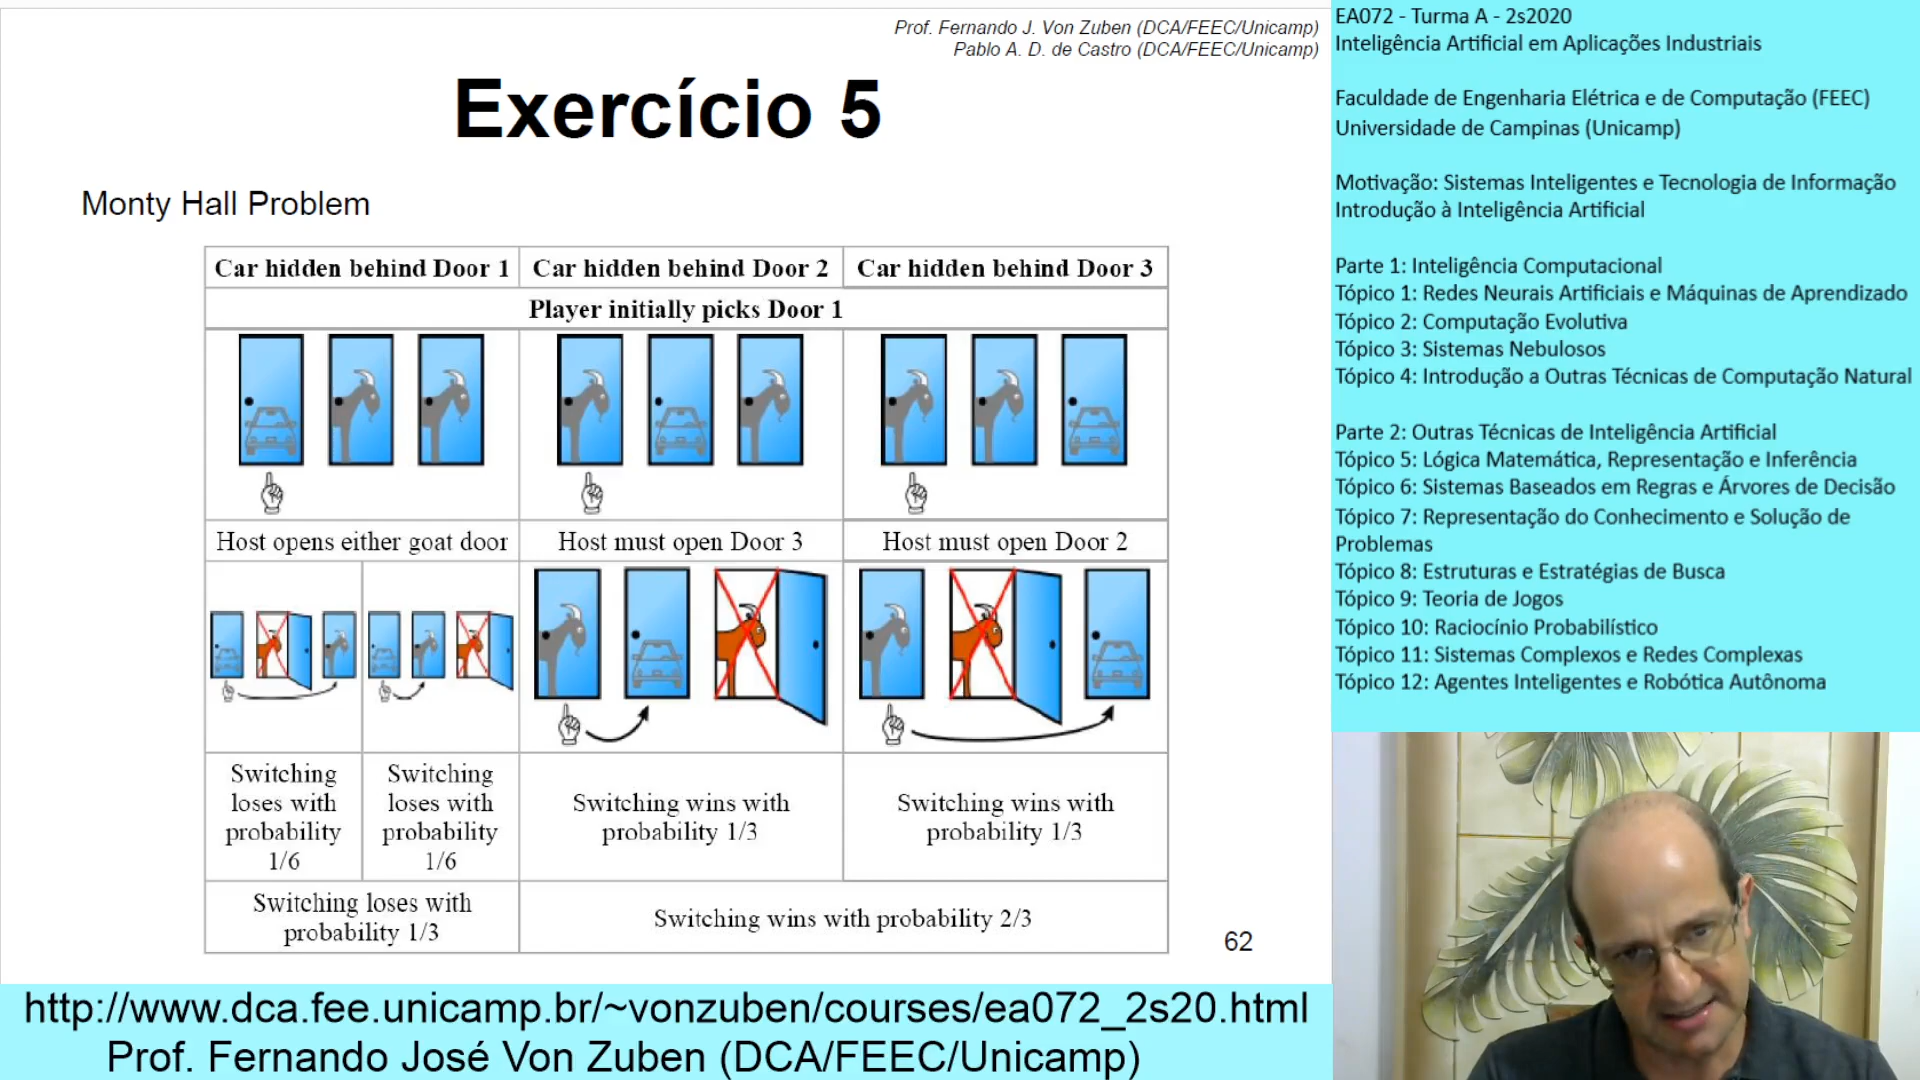 Prof. Fernando J. Von Zuben (DCA/FEEC/Unicamp)
Pablo A. D. de Castro (DCA/FEEC/Unicamp)
Exercício 5
Monty Hall Problem
Car hidden behind Door 1 Car hidden behind Door 2 Car hidden behind Door 3
Player initially picks Door 1
Host opens either goat door Host must open Door 3 Host must open Door 2
Switching
loses with
probability
1/6
Switching
loses with
probability
1/6
Switching wins with
probability 1/3
Switching wins with
probability 1/3
Switching loses with
probability 1/3
Switching wins with probability 2/3
62
http://www.dca.fee.unicamp.br/~vonzuben/courses/ea072_2s20.html
Prof. Fernando José Von Zuben (DCA/FEEC/Unicamp)
EA072 - Turma A - 2s2020
Inteligência Artificial em Aplicações Industriais
Faculdade de Engenharia Elétrica e de Computação (FEEC)
Universidade de Campinas (Unicamp)
Motivação: Sistemas Inteligentes e Tecnologia de Informação
Introdução à Inteligência Artificial
Parte 1: Inteligência Computacional
Tópico 1: Redes Neurais Artificiais e Máquinas de Aprendizado
Tópico 2: Computação Evolutiva
Tópico 3: Sistemas Nebulosos
Tópico 4: Introdução a Outras Técnicas de Computação Natural
Parte 2: Outras Técnicas de Inteligência Artificial
Tópico 5: Lógica Matemática, Representação e Inferência
Tópico 6: Sistemas Baseados em Regras e Árvores de Decisão
Tópico 7: Representação do Conhecimento e Solução de
Problemas
Tópico 8: Estruturas e Estratégias de Busca
Tópico 9: Teoria de Jogos
Tópico 10: Raciocínio Probabilístico
Tópico 11: Sistemas Complexos e Redes Complexas
Tópico 12: Agentes Inteligentes e Robótica Autônoma